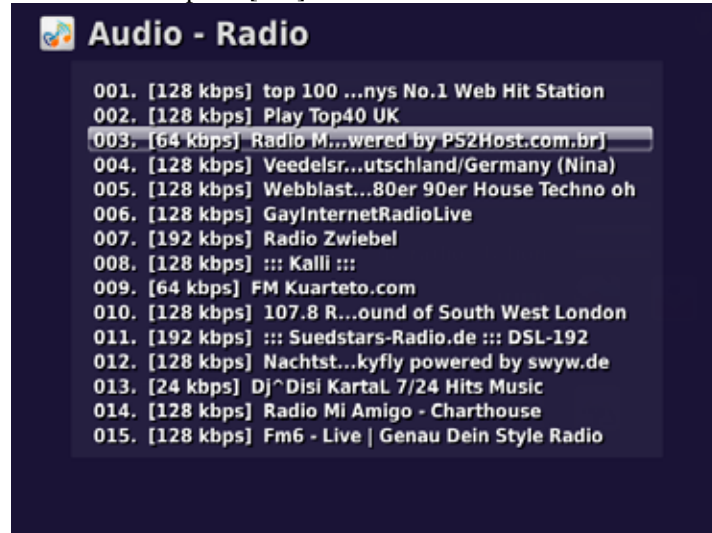 Audio - Radio
001. [128 kbps] top 100 ...nys No.1 Web Hit Station
002. [128 kbps] Play Top40 UK
003. [64 kbps] Radio M...wered by PS2Host.com.br]
004. [128 kbps] Veedelsr...utschland/Germany (Nina)
005. [128 kbps] Webblast...80er 90er House Techno oh
006. [128 kbps] GayInternetRadioLive
007. [192 kbps] Radio Zwiebel
008. [128 kbps] ::: Kalli :::
009. [64 kbps] FM Kuarteto.com
010. [128 kbps] 107.8 R...ound of South West London
011. [192 kbps] ::: Suedstars-Radio.de ::: DSL-192
012. [128 kbps] Nachtst...kyfly powered by swyw.de
013. [24 kbps] Dj^Disi KartaL 7/24 Hits Music
014. [128 kbps] Radio Mi Amigo - Charthouse
015. [128 kbps] Fm6 - Live | Genau Dein Style Radio